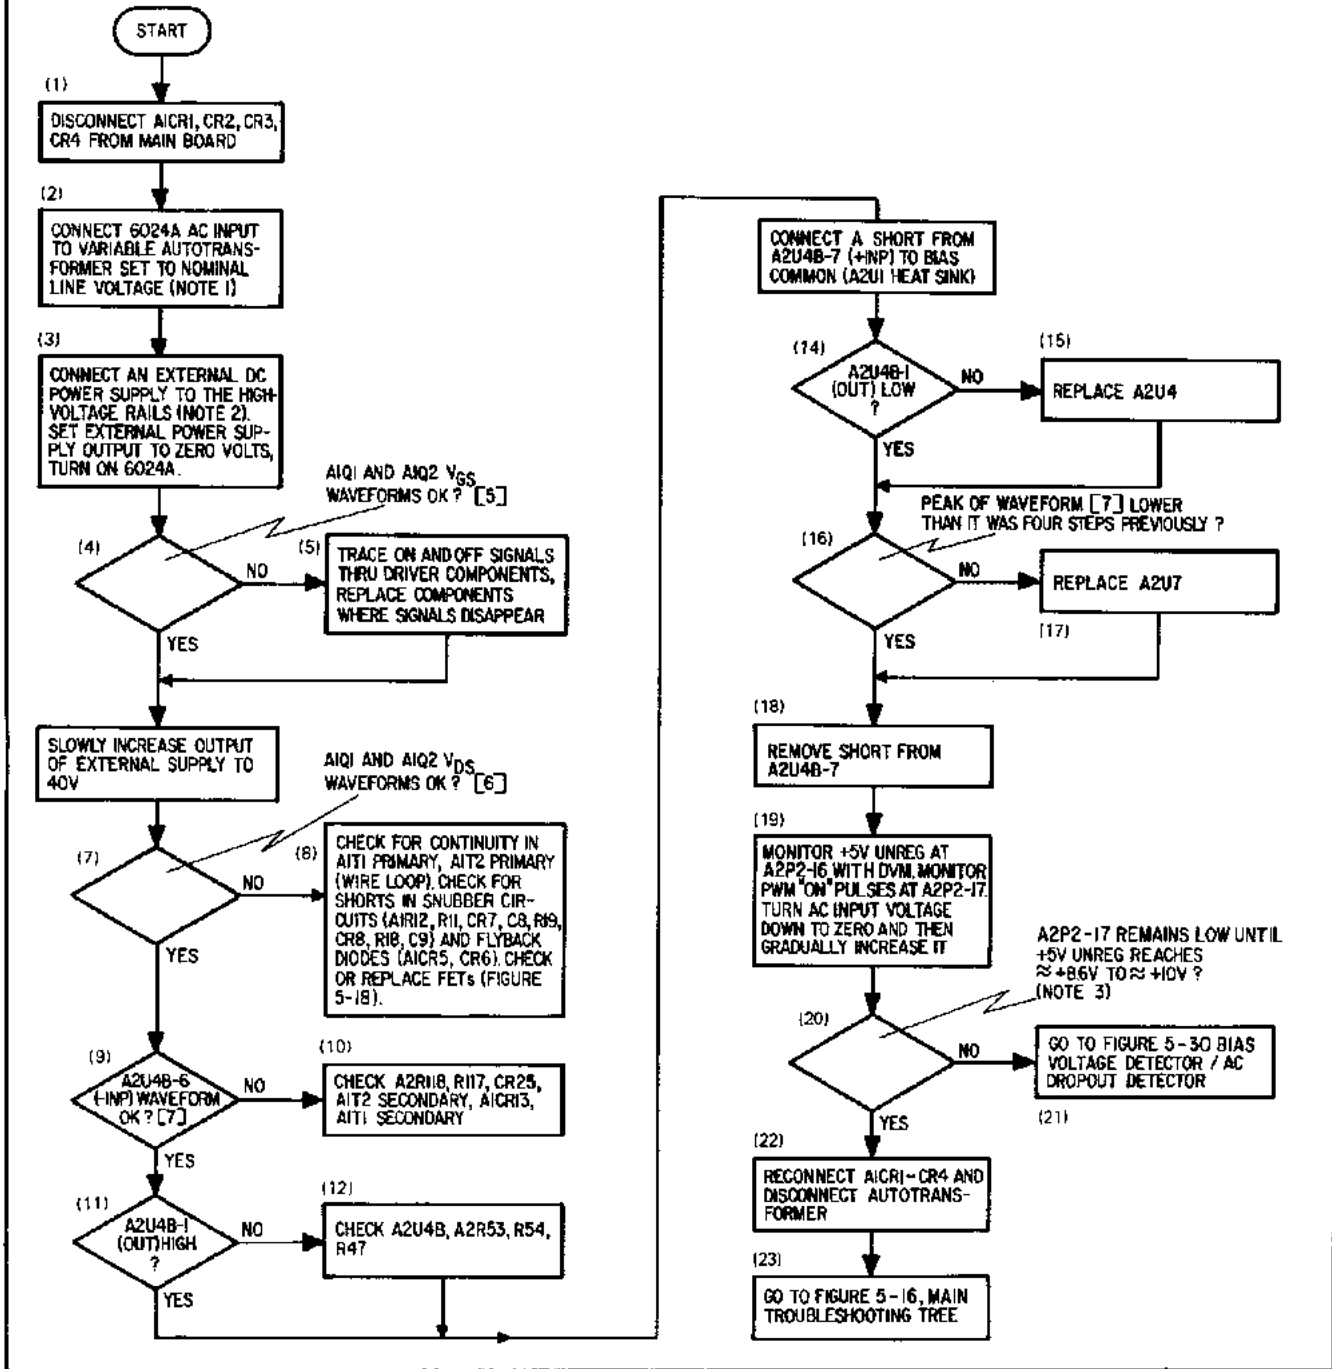 START
(1)
DISCONNECT A1CR1, CR2, CR3,
CR4 FROM MAIN BOARD
(2)
CONNECT 6024A AC INPUT
TO VARIABLE AUTOTRANS-
FORMER SET TO NOMINAL
LINE VOLTAGE (NOTE 1)
(3)
CONNECT AN EXTERNAL DC
POWER SUPPLY TO THE HIGH-
VOLTAGE RAILS (NOTE 2).
SET EXTERNAL POWER SUP-
PLY OUTPUT TO ZERO VOLTS,
TURN ON 6024A.
A1Q1 AND A1Q2 VGS
WAVEFORMS OK? [5]
(4)
NO
YES
(5)
TRACE ON AND OFF SIGNALS
THRU DRIVER COMPONENTS,
REPLACE COMPONENTS
WHERE SIGNALS DISAPPEAR
SLOWLY INCREASE OUTPUT
OF EXTERNAL SUPPLY TO
40V
A1Q1 AND A1Q2 VDS
WAVEFORMS OK? [6]
(7)
NO
YES
(8)
CHECK FOR CONTINUITY IN
A1T1 PRIMARY, A1T2 PRIMARY
(WIRE LOOP). CHECK FOR
SHORTS IN SNUBBER CIR-
CUITS (A1R12, R11, CR7, C8, R19,
CR8, R18, C9) AND FLYBACK
DIODES (A1CR5, CR6). CHECK
OR REPLACE FETs (FIGURE
5-18).
(9)
A2U4B-6
(-INP) WAVEFORM
OK? [7]
NO
YES
(10)
CHECK A2R118, R117, CR25,
A1T2 SECONDARY, A1CR13,
A1T1 SECONDARY
(11)
A2U4B-1
(OUT) HIGH
?
NO
YES
(12)
CHECK A2U4B, A2R53, R54,
R47
CONNECT A SHORT FROM
A2U4B-7 (+INP) TO BIAS
COMMON (A2U1 HEAT SINK)
(14)
A2U4B-1
(OUT) LOW
?
NO
YES
(15)
REPLACE A2U4
PEAK OF WAVEFORM [7] LOWER
THAN IT WAS FOUR STEPS PREVIOUSLY ?
(16)
NO
YES
REPLACE A2U7
(17)
(18)
REMOVE SHORT FROM
A2U4B-7
(19)
MONITOR +5V UNREG AT
A2P2-16 WITH DVM, MONITOR
PWM "ON" PULSES AT A2P2-17.
TURN AC INPUT VOLTAGE
DOWN TO ZERO AND THEN
GRADUALLY INCREASE IT
A2P2-17 REMAINS LOW UNTIL
+5V UNREG REACHES
≈ +8.6V TO ≈ +10V ?
(NOTE 3)
(20)
NO
YES
GO TO FIGURE 5-30 BIAS
VOLTAGE DETECTOR / AC
DROPOUT DETECTOR
(21)
(22)
RECONNECT A1CR1-CR4 AND
DISCONNECT AUTOTRANS-
FORMER
(23)
GO TO FIGURE 5-16, MAIN
TROUBLESHOOTING TREE